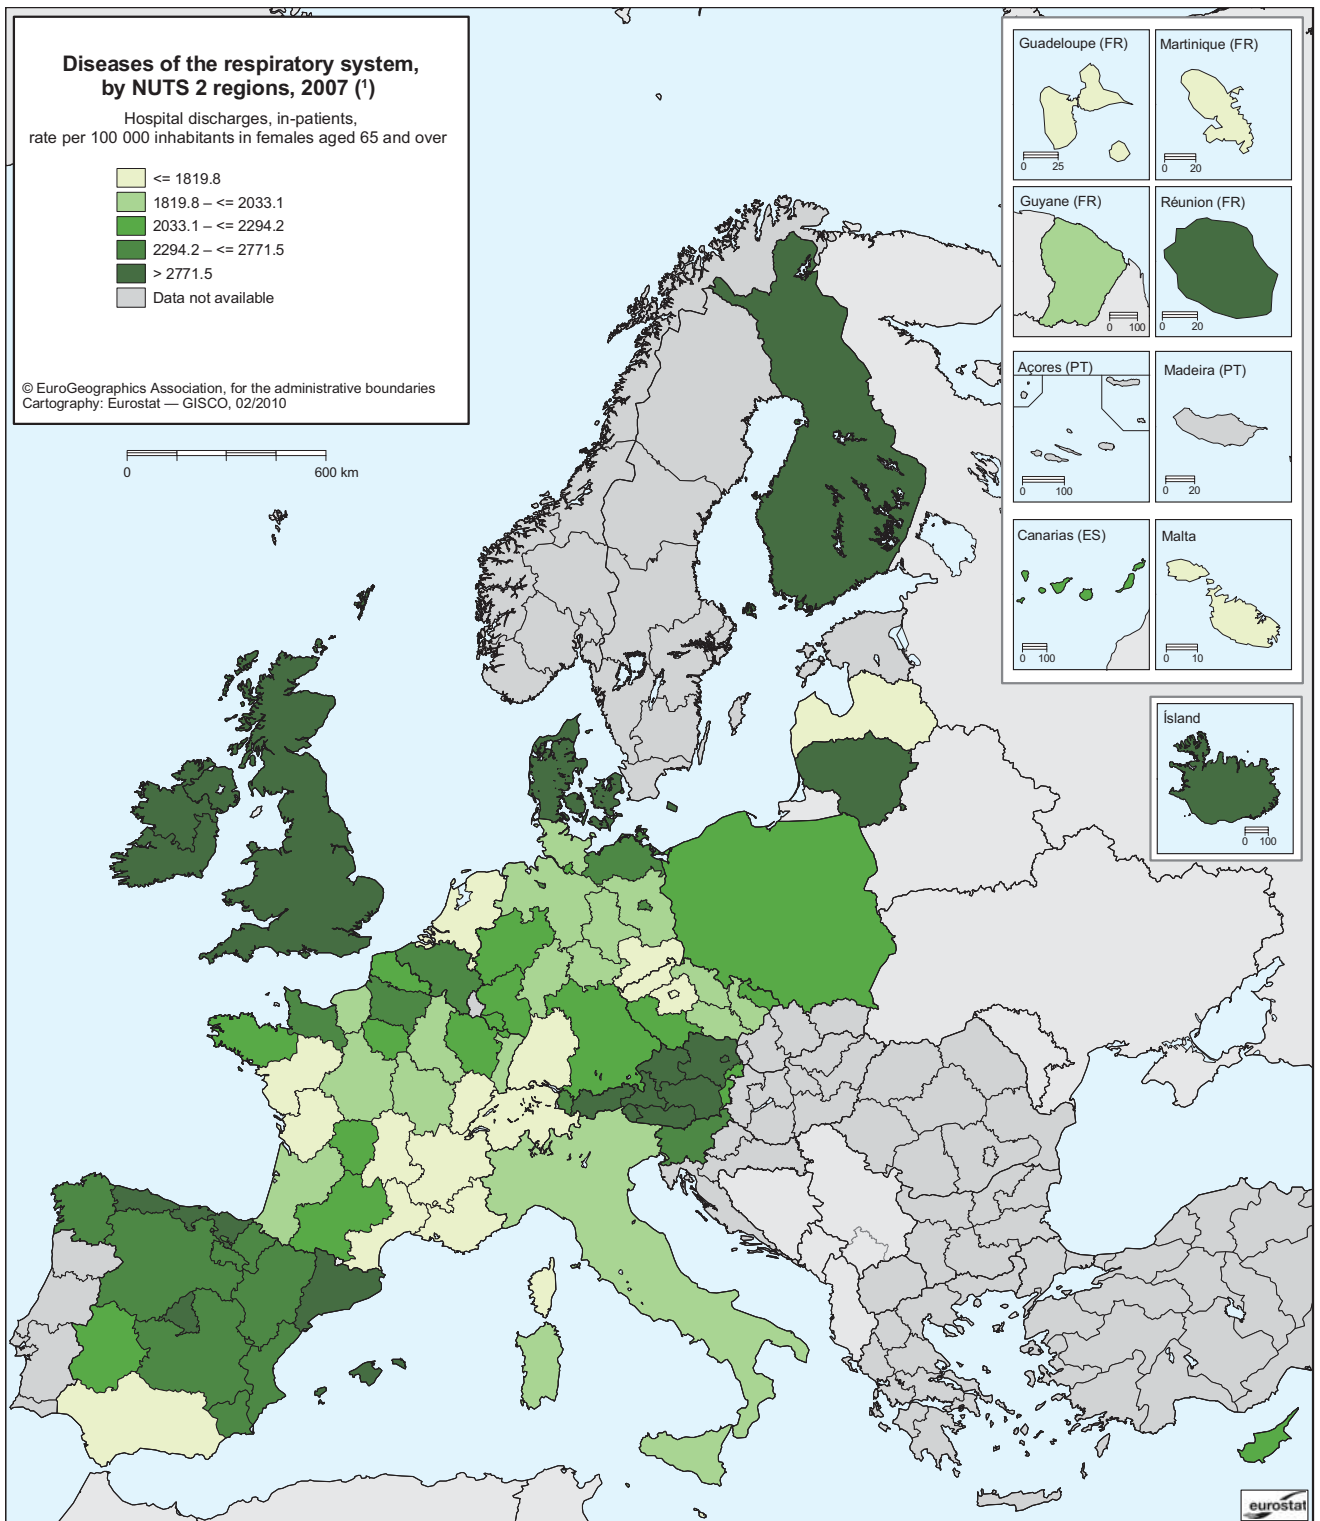 Diseases of the respiratory system,
by NUTS 2 regions, 2007 (¹)
Hospital discharges, in-patients,
rate per 100 000 inhabitants in females aged 65 and over
<= 1819.8
1819.8 – <= 2033.1
2033.1 – <= 2294.2
2294.2 – <= 2771.5
> 2771.5
Data not available
© EuroGeographics Association, for the administrative boundaries
Cartography: Eurostat — GISCO, 02/2010
0 600 km
Guadeloupe (FR)
0 25
Martinique (FR)
0 20
Guyane (FR)
0 100
Réunion (FR)
0 20
Açores (PT)
0 100
Madeira (PT)
0 20
Canarias (ES)
0 100
Malta
0 10
Ísland
0 100
eurostat